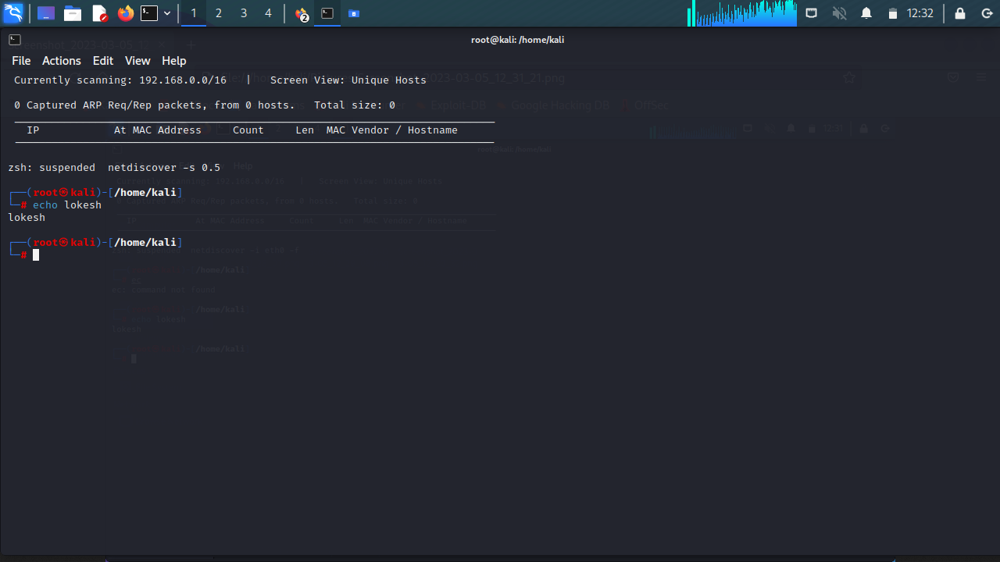 1 2 3 4 2 12:32
root@kali: /home/kali
File Actions Edit View Help
Currently scanning: 192.168.0.0/16 | Screen View: Unique Hosts
0 Captured ARP Req/Rep packets, from 0 hosts. Total size: 0
IP At MAC Address Count Len MAC Vendor / Hostname
zsh: suspended netdiscover -s 0.5
┌──(root㉿kali)-[/home/kali]
└─# echo lokesh
lokesh
┌──(root㉿kali)-[/home/kali]
└─#